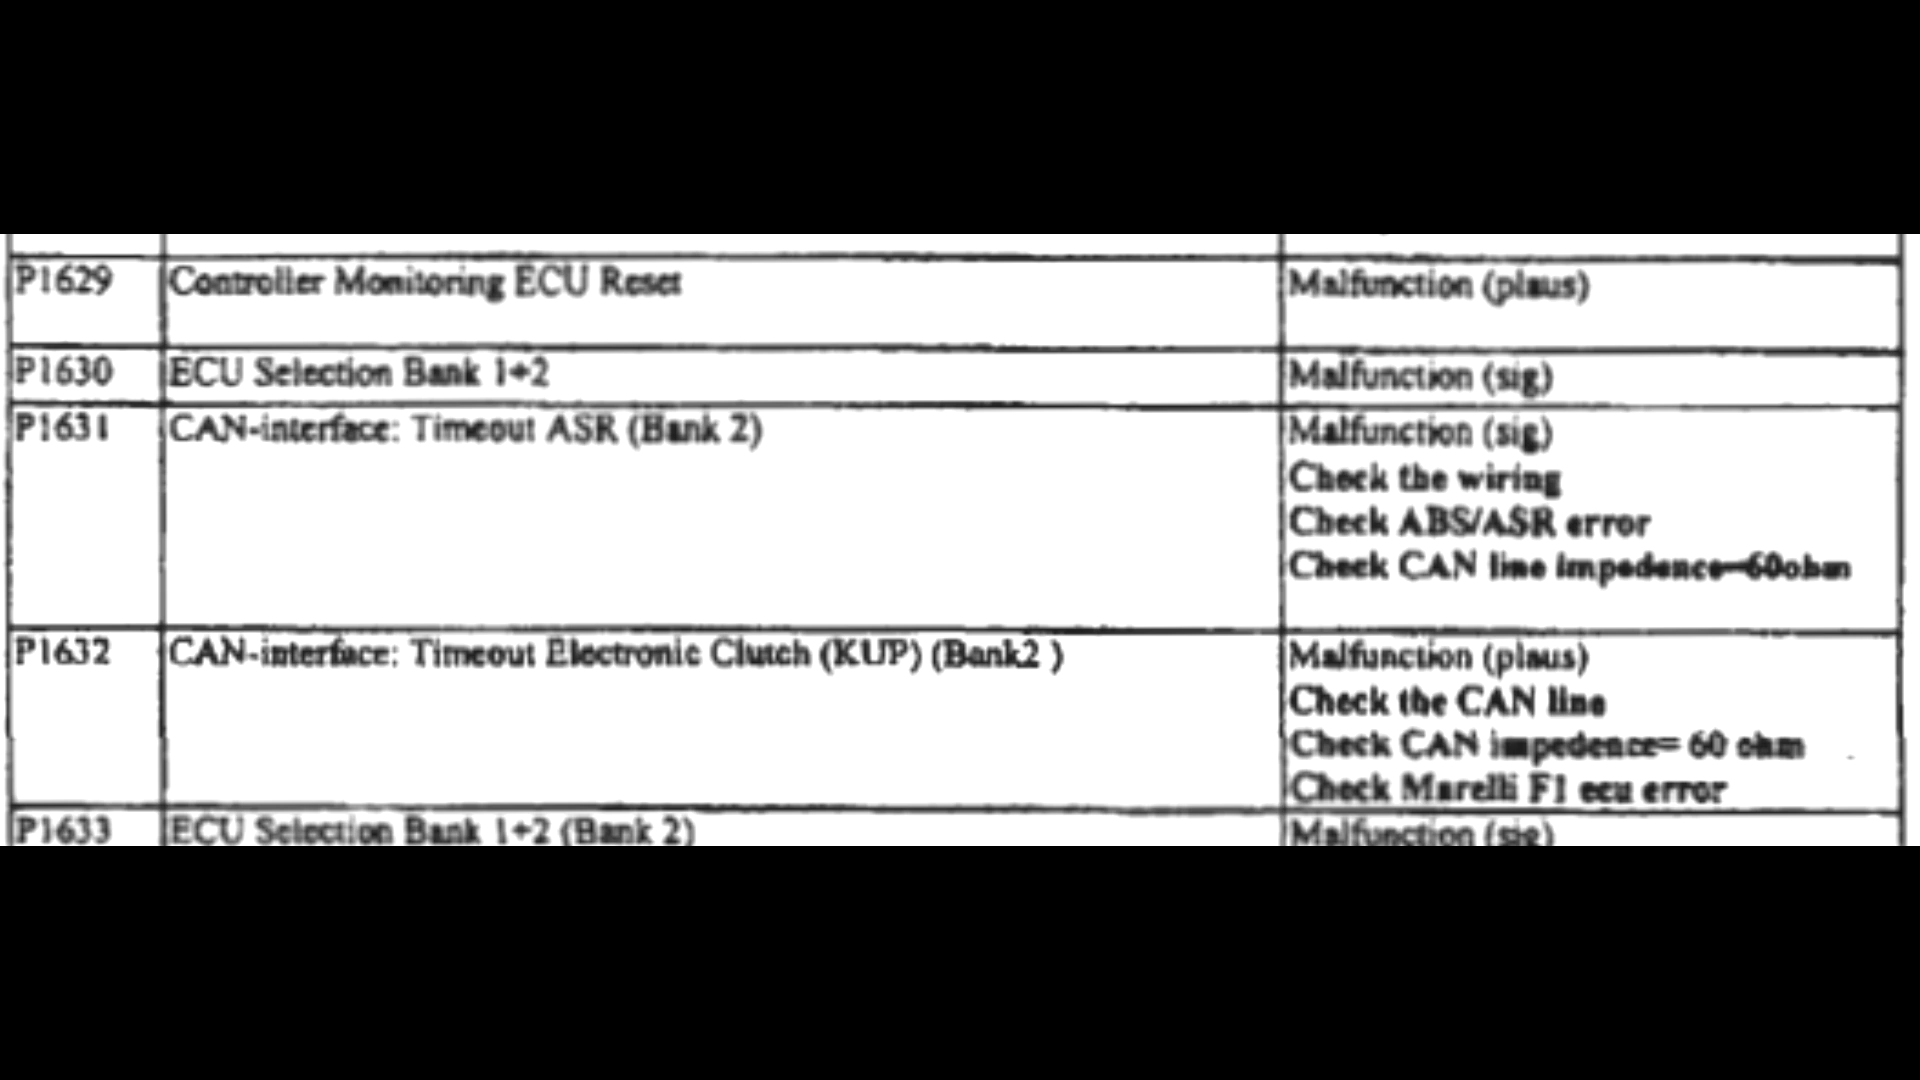 P1629 Controller Monitoring ECU Reset Malfunction (plaus)
P1630 ECU Selection Bank 1+2 Malfunction (sig)
P1631 CAN-interface: Timeout ASR (Bank 2) Malfunction (sig)
Check the wiring
Check ABS/ASR error
Check CAN line impedence=60ohm
P1632 CAN-interface: Timeout Electronic Clutch (KUP) (Bank2 ) Malfunction (plaus)
Check the CAN line
Check CAN impedence= 60 ohm
Check Marelli F1 ecu error
P1633 ECU Selection Bank 1+2 (Bank 2) Malfunction (sig)